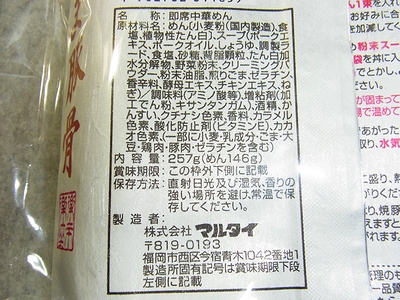 名称:即席中華めん
原材料名:めん(小麦粉(国内製造)、食
塩、植物性たん白)、スープ(ポークエ
キス、ポークオイル、しょうゆ、調製ラ
ード、食塩、砂糖、背脂顆粒、たん白加
水分解物、野菜粉末、クリーミング
パウダー、粉末油脂、煎りごま、ゼラチン、
香辛料、酵母エキス、チキンエキス、ね
ぎ)/調味料(アミノ酸等)、増粘剤(加
工でん粉、キサンタンガム)、酒精、か
んすい、クチナシ色素、香料、カラメル
色素、酸化防止剤(ビタミンE)、カカ
オ色素、(一部に小麦・乳成分・ごま・大
豆・鶏肉・豚肉・ゼラチンを含む)
内容量:257g(めん146g)
賞味期限:この枠外下側に記載
保存方法:直射日光及び湿気、香りの
強い場所を避け、常温で保存
して下さい。
製造者:
株式会社 マルタイ
〒819-0193
福岡市西区今宿青木1042番地1
製造所固有記号は賞味期限下段
左側に記載
豚骨